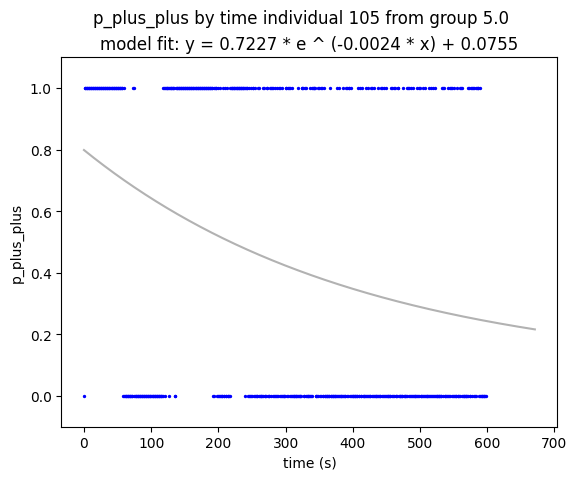 p_plus_plus by time individual 105 from group 5.0
model fit: y = 0.7227 * e ^ (-0.0024 * x) + 0.0755
1.0
0.8
0.6
0.4
0.2
0.0
p_plus_plus
0 100 200 300 400 500 600 700
time (s)